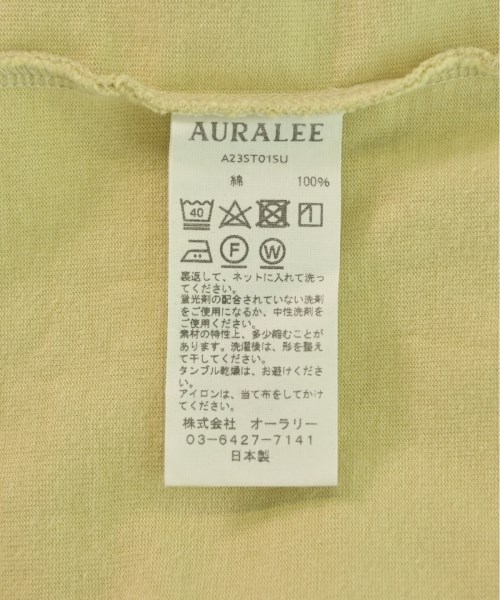 AURALEE
A23ST01SU
綿 100%
40
F W
裏返して、ネットに入れて洗っ
てください。
蛍光剤の配合されていない洗剤
をご使用になるか、中性洗剤を
ご使用ください。
素材の特性上、多少縮むことが
あります。洗濯後は、形を整え
て干してください。
タンブル乾燥は、お避けくださ
い。
アイロンは、当て布をしてかけ
てください。
株式会社 オーラリー
03-6427-7141
日本製